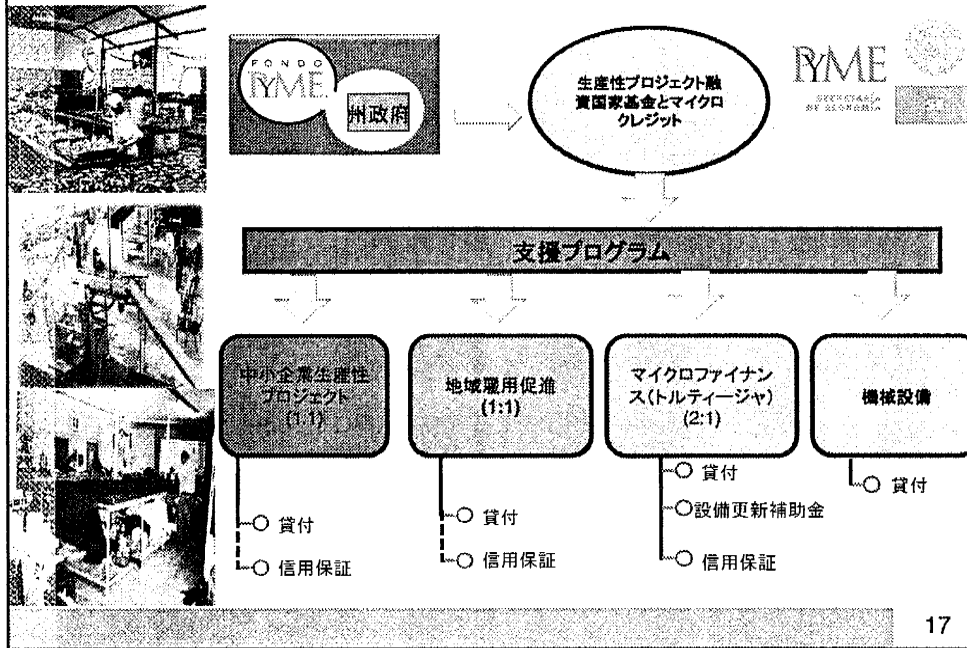 FONDO
PYME
州政府
生産性プロジェクト融
資国家基金とマイクロ
クレジット
PYME
SECRETARÍA
DE ECONOMÍA
支援プログラム
中小企業生産性
プロジェクト
(1:1)
貸付
信用保証
地域雇用促進
(1:1)
貸付
信用保証
マイクロファイナン
ス(トルティージャ)
(2:1)
貸付
設備更新補助金
信用保証
機械設備
貸付
17